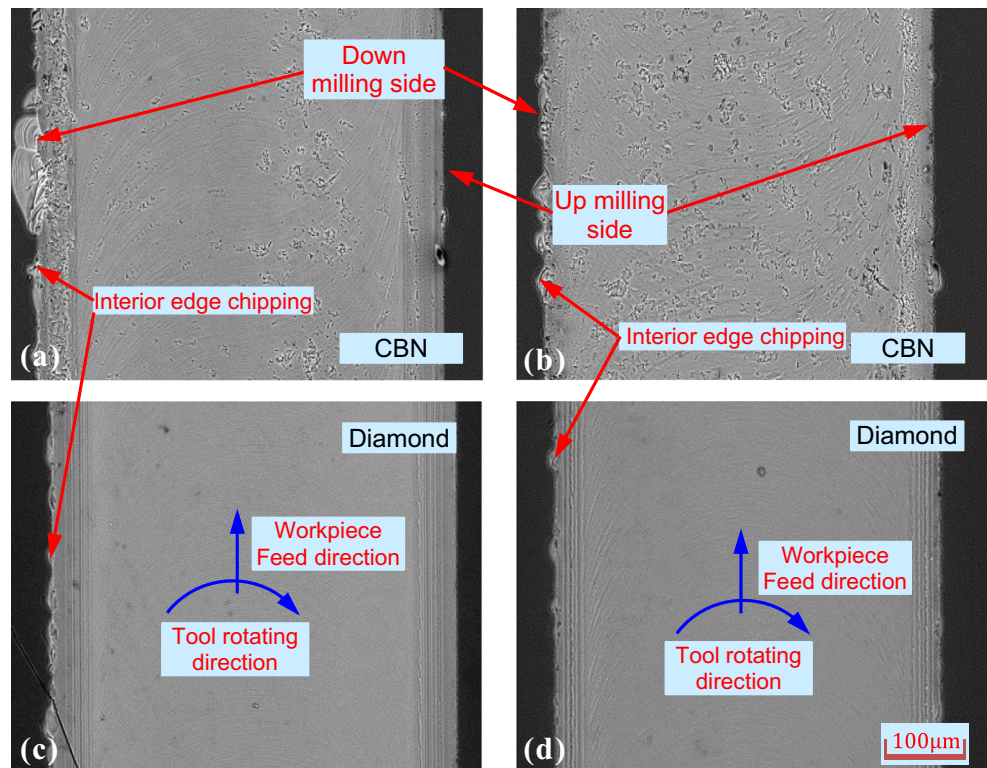 Down
milling side
Up milling
side
Interior edge chipping
Interior edge chipping
(a)
CBN
(b)
CBN
Diamond
Diamond
Workpiece
Feed direction
Workpiece
Feed direction
Tool rotating
direction
Tool rotating
direction
(c)
(d)
100μm